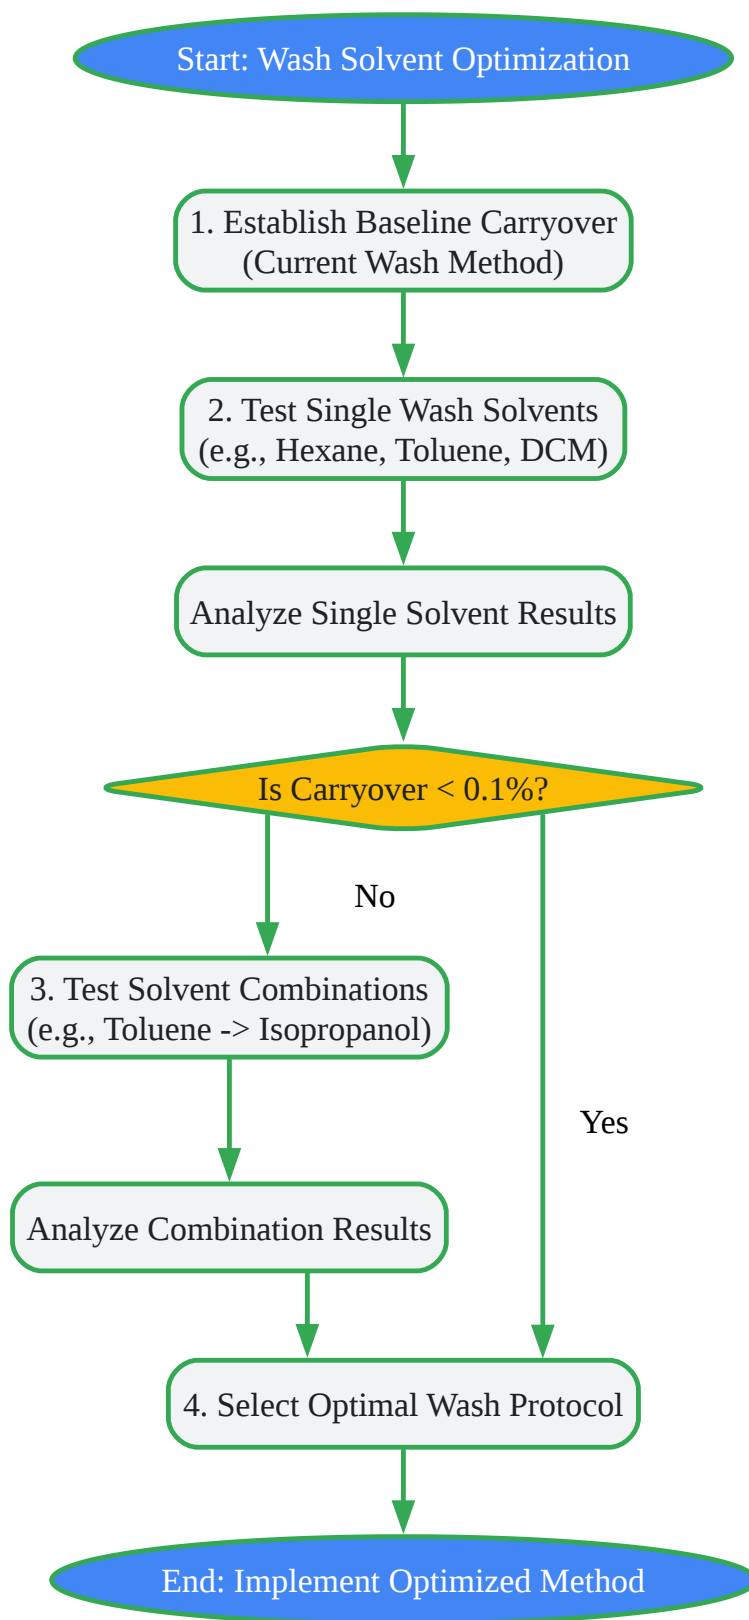 Start: Wash Solvent Optimization
1. Establish Baseline Carryover
(Current Wash Method)
2. Test Single Wash Solvents
(e.g., Hexane, Toluene, DCM)
Analyze Single Solvent Results
Is Carryover < 0.1%?
No
3. Test Solvent Combinations
(e.g., Toluene -> Isopropanol)
Yes
Analyze Combination Results
4. Select Optimal Wash Protocol
End: Implement Optimized Method